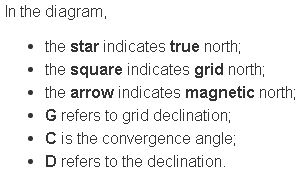 In the diagram,
• the star indicates true north;
• the square indicates grid north;
• the arrow indicates magnetic north;
• G refers to grid declination;
• C is the convergence angle;
• D refers to the declination.